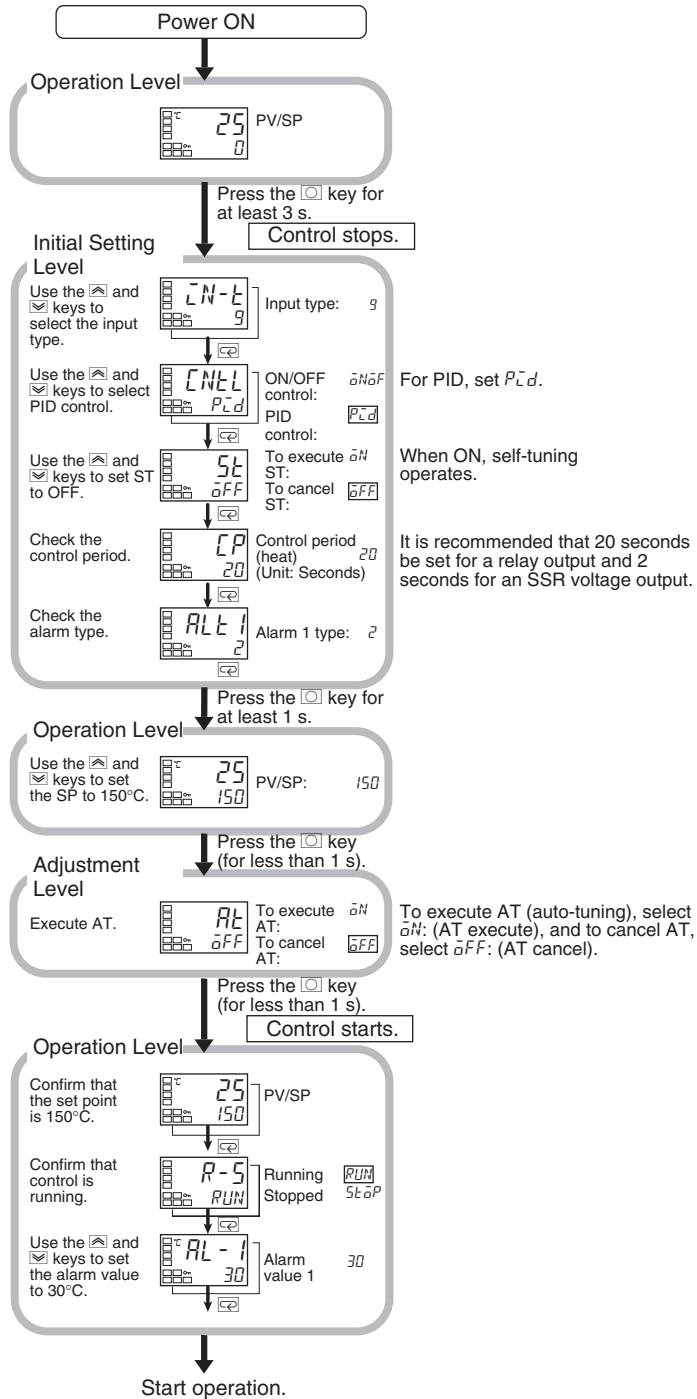 Power ON
Operation Level
℃
25
0
PV/SP
Press the key for
at least 3 s.
Control stops.
Initial Setting
Level
Use the and
keys to
select the input
type.
iN-t
9
Input type: 9
Use the and
keys to select
PID control.
CNtL
Pid
ON/OFF
control:
oNoF
PID
control:
Pid
For PID, set Pid.
Use the and
keys to set ST
to OFF.
St
oFF
To execute
ST:
oN
To cancel
ST:
oFF
When ON, self-tuning
operates.
Check the
control period.
CP
20
Control period
(heat)
(Unit: Seconds)
20
It is recommended that 20 seconds
be set for a relay output and 2
seconds for an SSR voltage output.
Check the
alarm type.
ALt1
2
Alarm 1 type: 2
Press the key for
at least 1 s.
Operation Level
Use the and
keys to set
the SP to 150°C.
℃
25
150
PV/SP: 150
Press the key
(for less than 1 s).
Adjustment
Level
Execute AT.
At
oFF
To execute
AT:
oN
To cancel
AT:
oFF
To execute AT (auto-tuning), select
oN: (AT execute), and to cancel AT,
select oFF: (AT cancel).
Press the key
(for less than 1 s).
Control starts.
Operation Level
Confirm that
the set point
is 150°C.
℃
25
150
PV/SP
Confirm that
control is
running.
R-S
RUN
Running RUN
Stopped StoP
Use the and
keys to set
the alarm value
to 30°C.
℃
AL-1
30
Alarm
value 1
30
Start operation.